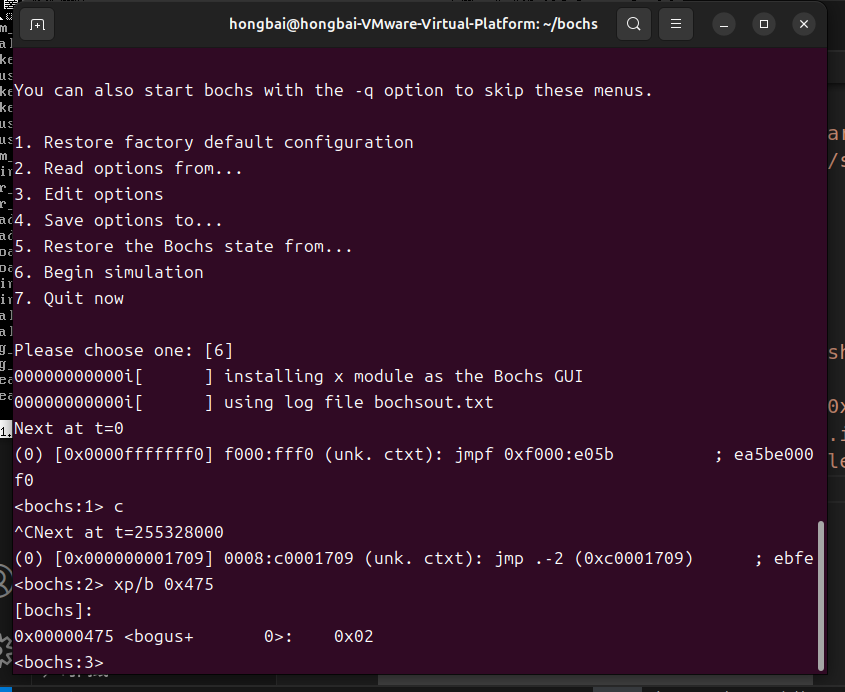 hongbai@hongbai-VMware-Virtual-Platform: ~/bochs
You can also start bochs with the -q option to skip these menus.
1. Restore factory default configuration
2. Read options from...
3. Edit options
4. Save options to...
5. Restore the Bochs state from...
6. Begin simulation
7. Quit now
Please choose one: [6]
00000000000i[      ] installing x module as the Bochs GUI
00000000000i[      ] using log file bochsout.txt
Next at t=0
(0) [0x0000fffffff0] f000:fff0 (unk. ctxt): jmpf 0xf000:e05b          ; ea5be000
f0
<bochs:1> c
^CNext at t=255328000
(0) [0x000000001709] 0008:c0001709 (unk. ctxt): jmp .-2 (0xc0001709)      ; ebfe
<bochs:2> xp/b 0x475
[bochs]:
0x00000475 <bogus+       0>:    0x02
<bochs:3>